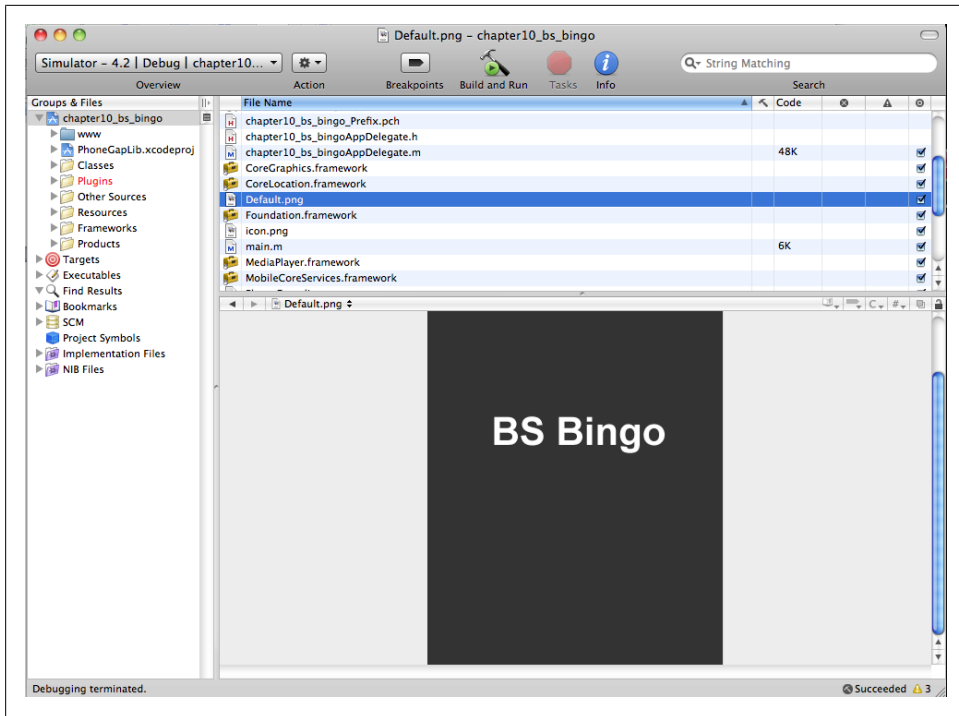 Default.png – chapter10_bs_bingo
Simulator – 4.2 | Debug | chapter10...
String Matching
Overview Action Breakpoints Build and Run Tasks Info Search
Groups & Files
chapter10_bs_bingo
www
PhoneGapLib.xcodeproj
Classes
Plugins
Other Sources
Resources
Frameworks
Products
Targets
Executables
Find Results
Bookmarks
SCM
Project Symbols
Implementation Files
NIB Files
File Name Code
chapter10_bs_bingo_Prefix.pch
chapter10_bs_bingoAppDelegate.h
chapter10_bs_bingoAppDelegate.m 48K
CoreGraphics.framework
CoreLocation.framework
Default.png
Foundation.framework
icon.png
main.m 6K
MediaPlayer.framework
MobileCoreServices.framework
Default.png
C #
BS Bingo
Debugging terminated.
Succeeded 3